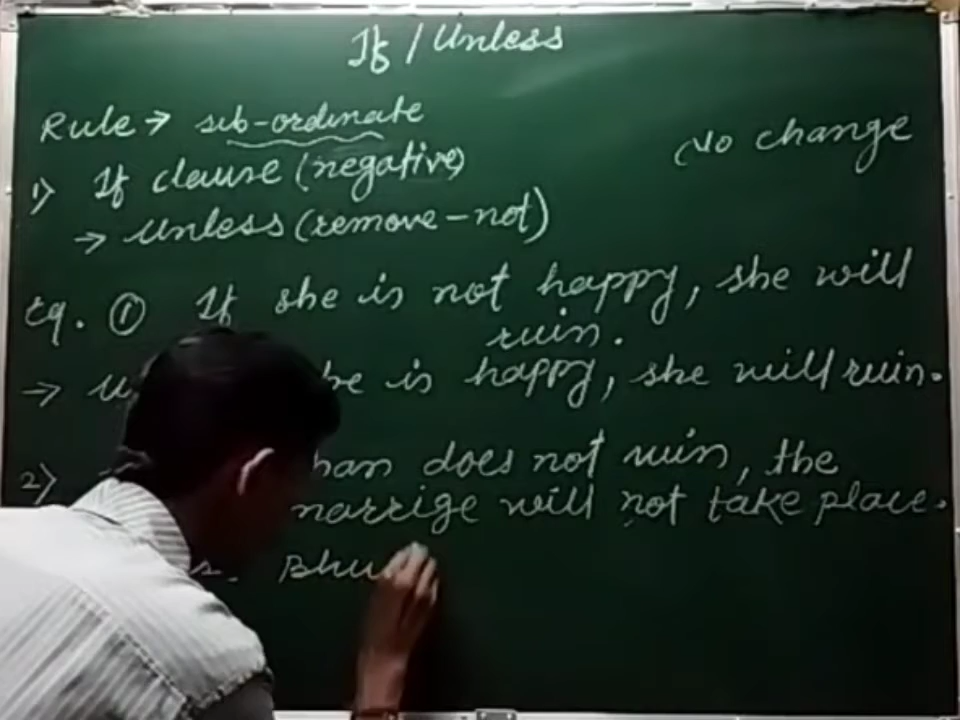 If / Unless
Rule → sub-ordinate
No change
1) If clause (negative)
→ unless (remove - not)
Eg. ① If she is not happy, she will
ruin.
→ is happy, she will ruin.
2) does not ruin, the
marrige will not take place.
Bhu